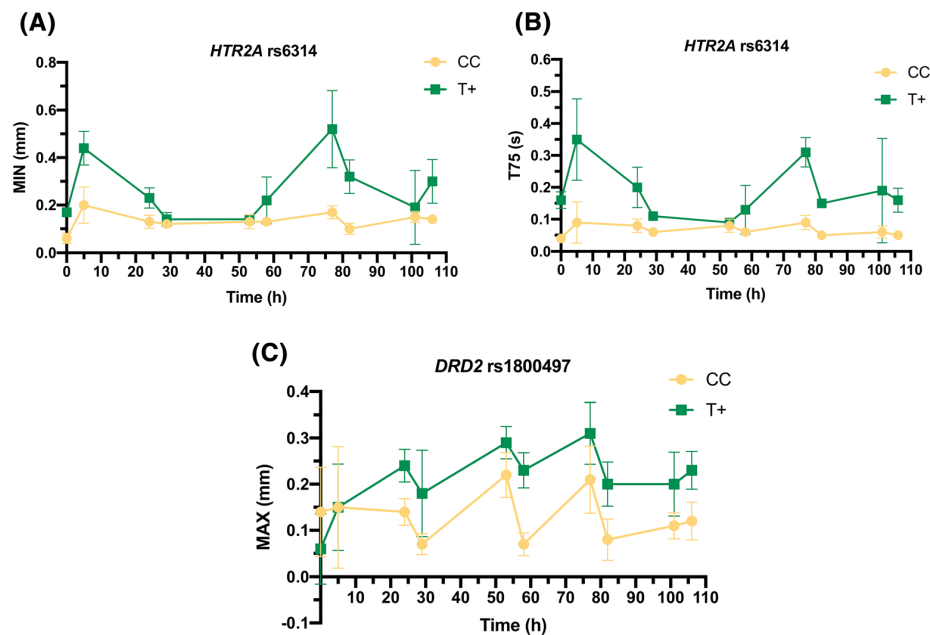 (A)
HTR2A rs6314
CC
T+
MIN (mm)
0.8
0.6
0.4
0.2
0.0
0 10 20 30 40 50 60 70 80 90 100 110
Time (h)
(B)
HTR2A rs6314
CC
T+
T75 (s)
0.6
0.5
0.4
0.3
0.2
0.1
0.0
0 10 20 30 40 50 60 70 80 90 100 110
Time (h)
(C)
DRD2 rs1800497
CC
T+
MAX (mm)
0.4
0.3
0.2
0.1
0.0
-0.1
10 20 30 40 50 60 70 80 90 100 110
Time (h)